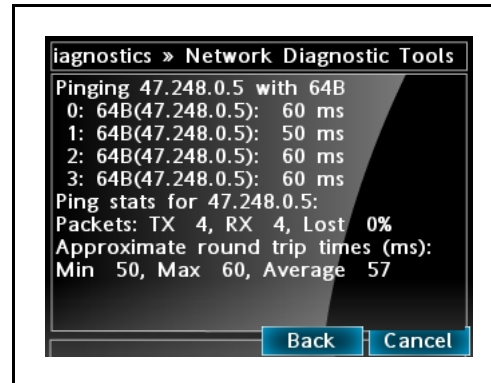 iagnostics » Network Diagnostic Tools
Pinging 47.248.0.5 with 64B
0: 64B(47.248.0.5): 60 ms
1: 64B(47.248.0.5): 50 ms
2: 64B(47.248.0.5): 60 ms
3: 64B(47.248.0.5): 60 ms
Ping stats for 47.248.0.5:
Packets: TX 4, RX 4, Lost 0%
Approximate round trip times (ms):
Min 50, Max 60, Average 57
Back Cancel